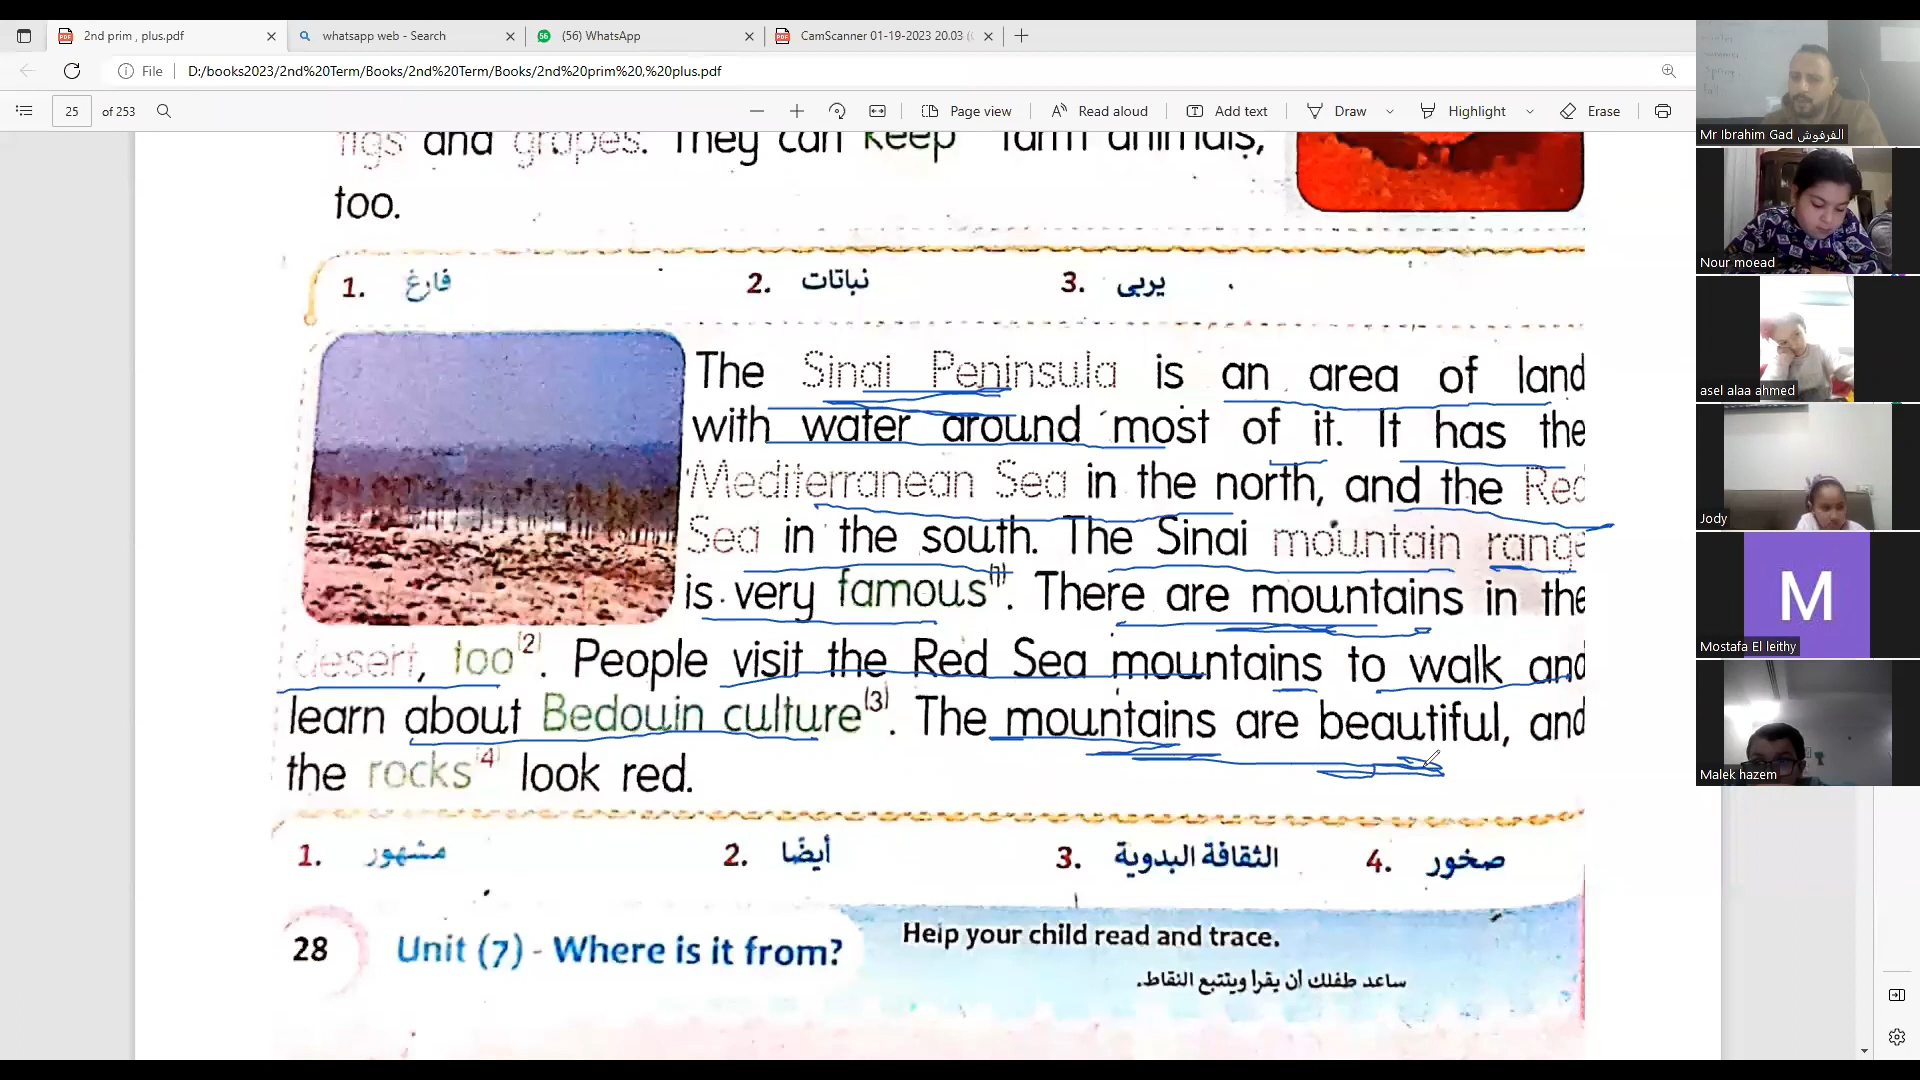 2nd prim , plus.pdf
whatsapp web - Search
(56) WhatsApp
CamScanner 01-19-2023 20.03
File
D:/books2023/2nd%20Term/Books/2nd%20Term/Books/2nd%20prim%20,%20plus.pdf
25 of 253
Page view
Read aloud
Add text
Draw
Highlight
Erase
figs and grapes. They can keep farm animals,
too.
1. فارغ 2. نباتات 3. يربى
The Sinai Peninsula is an area of land
with water around most of it. It has the
Mediterranean Sea in the north, and the Red
Sea in the south. The Sinai mountain range
is very famous(1). There are mountains in the
desert, too(2). People visit the Red Sea mountains to walk and
learn about Bedouin culture(3). The mountains are beautiful, and
the rocks(4) look red.
1. مشهور 2. أيضًا 3. الثقافة البدوية 4. صخور
28 Unit (7) - Where is it from?
Help your child read and trace.
ساعد طفلك أن يقرأ ويتتبع النقاط.
Mr Ibrahim Gad الفرفوش
Nour moead
asel alaa ahmed
Jody
M
Mostafa El leithy
Malek hazem